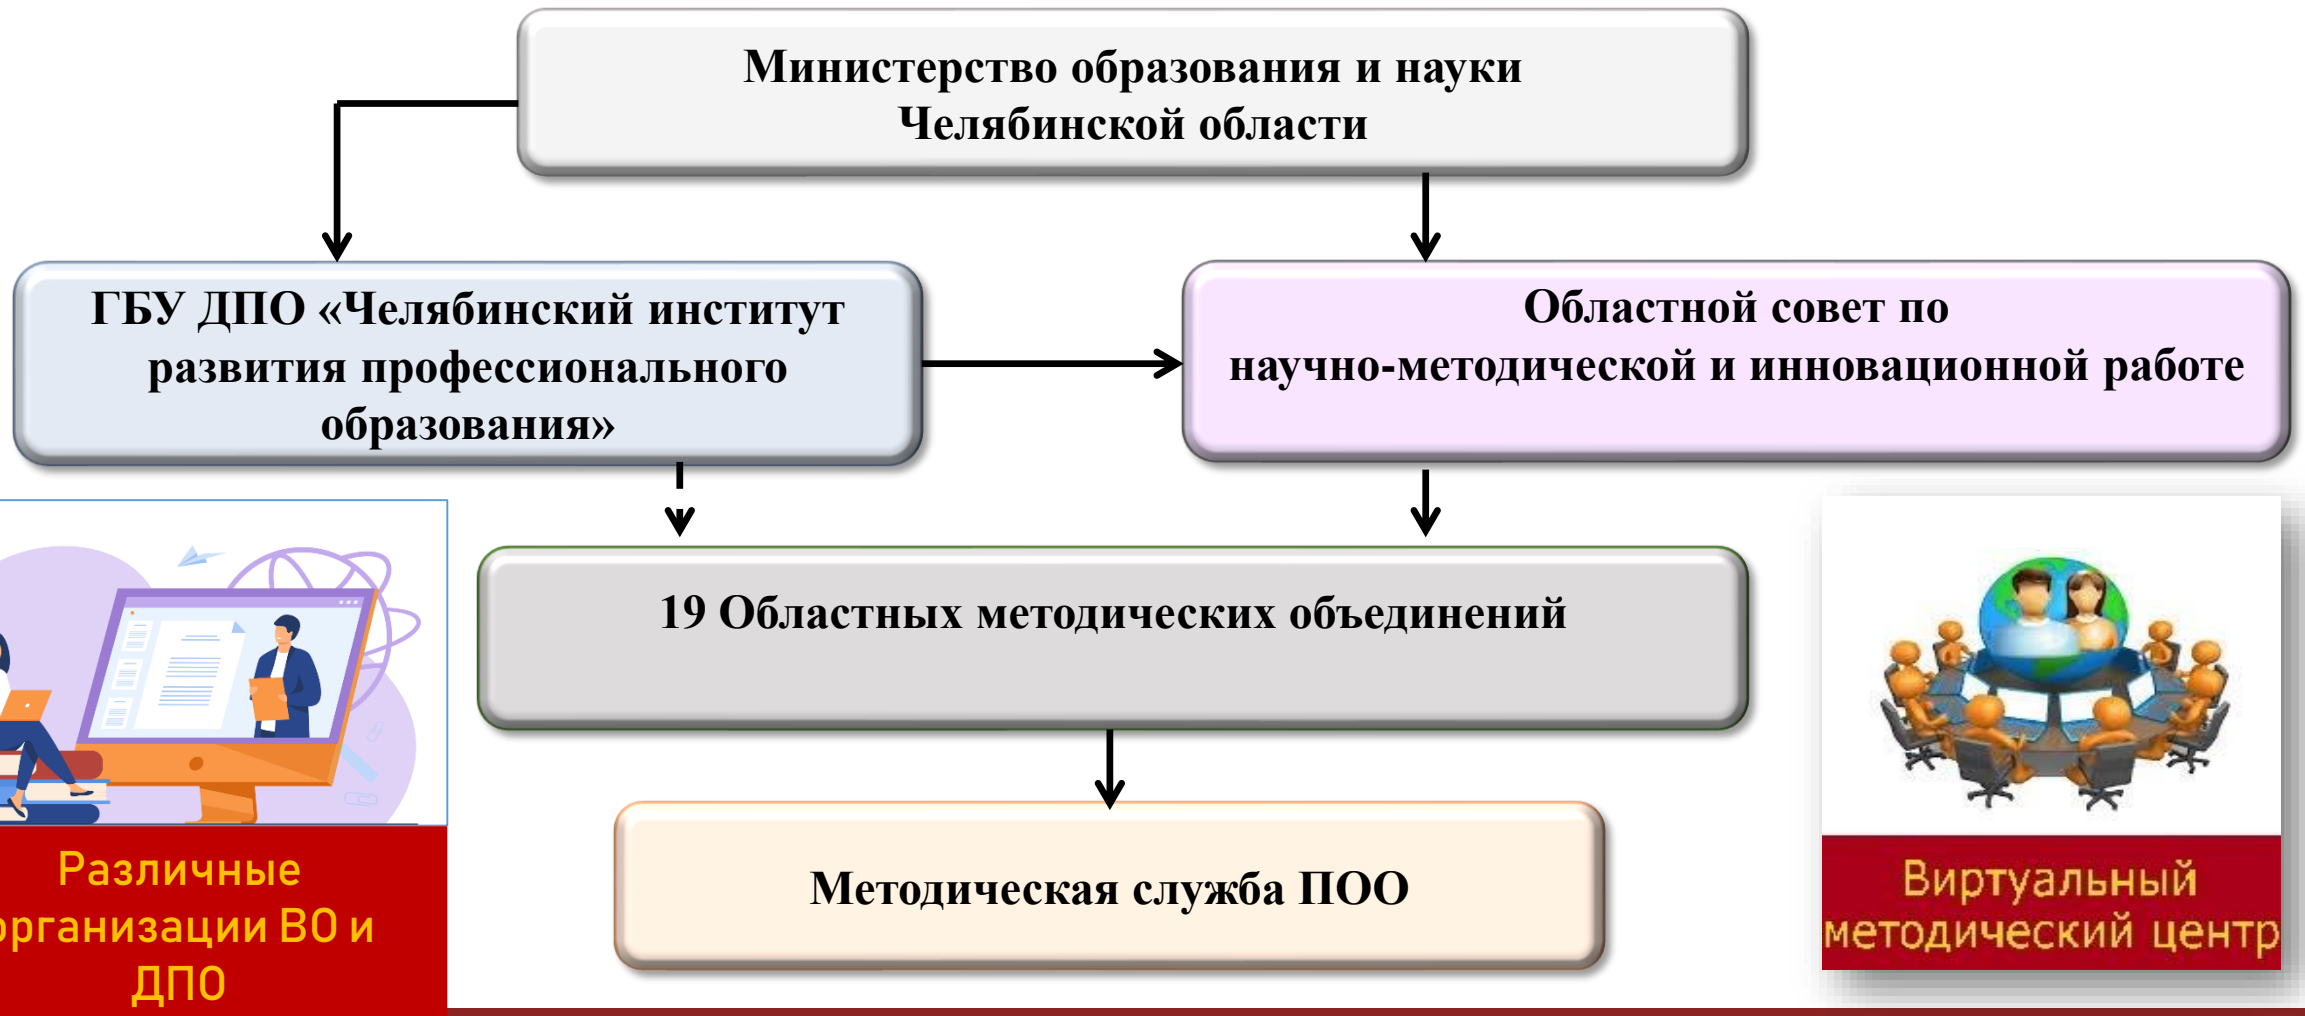 Министерство образования и науки
Челябинской области
ГБУ ДПО «Челябинский институт
развития профессионального
образования»
Областной совет по
научно-методической и инновационной работе
19 Областных методических объединений
Методическая служба ПОО
Различные
организации ВО и
ДПО
Виртуальный
методический центр